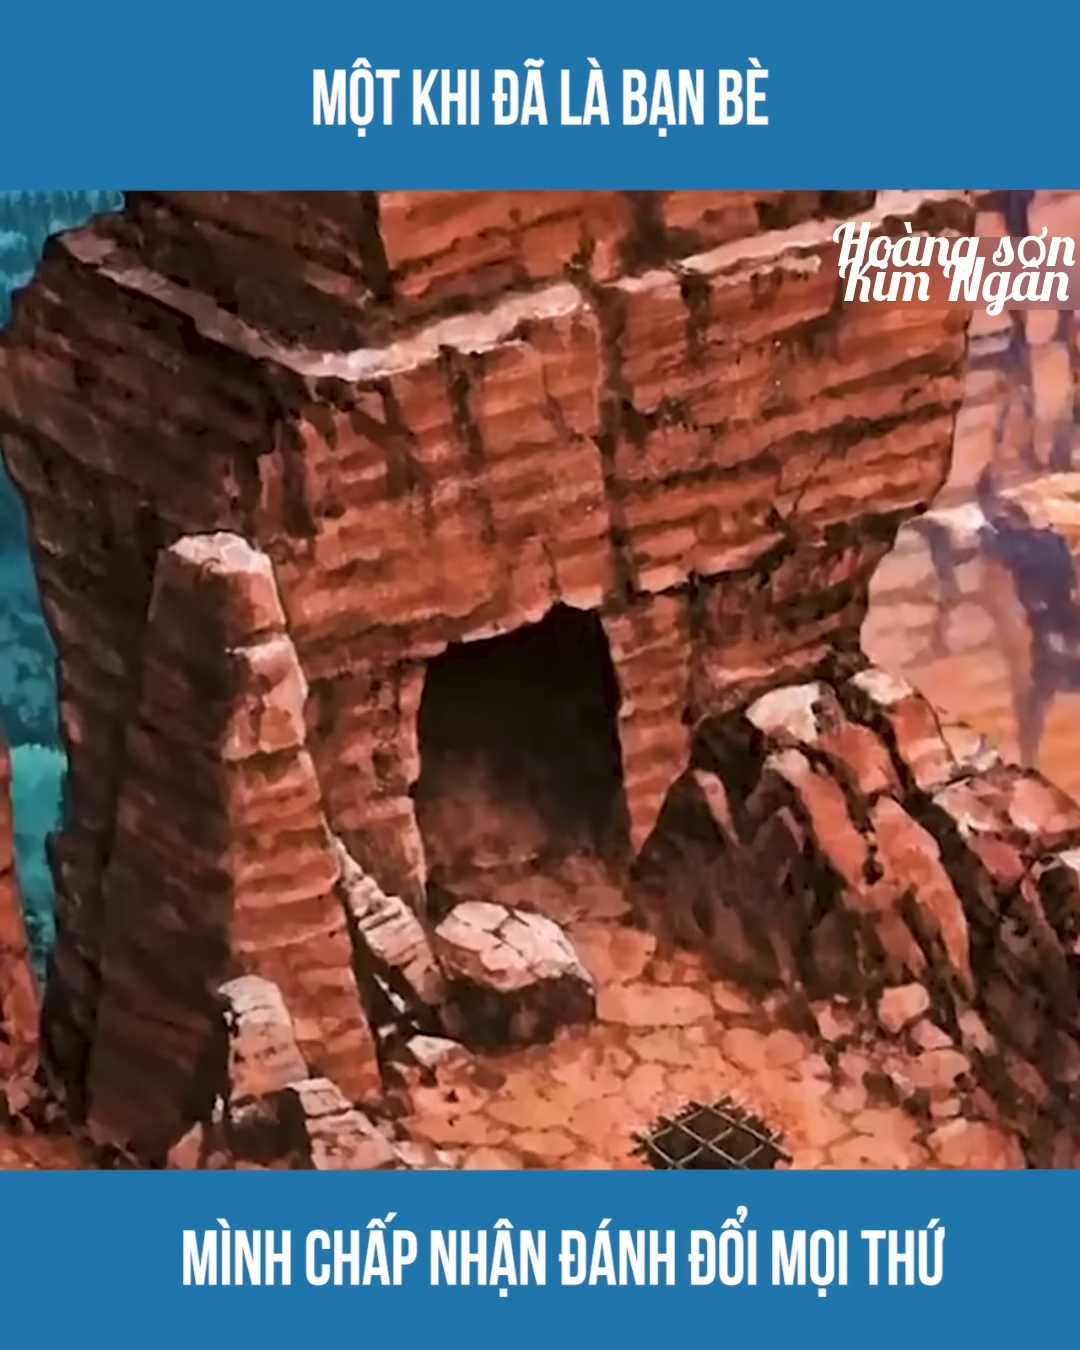 MỘT KHI ĐÃ LÀ BẠN BÈ
Hoàng sơn
Kim Ngân
MÌNH CHẤP NHẬN ĐÁNH ĐỔI MỌI THỨ